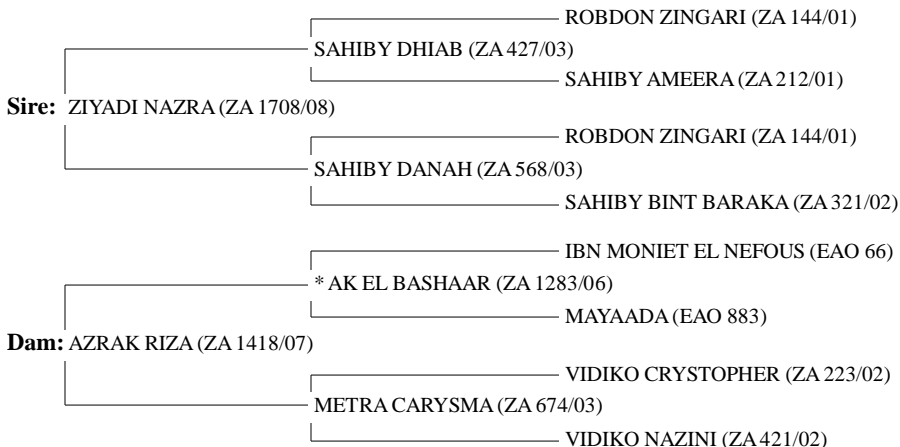 ROBDON ZINGARI (ZA 144/01)
SAHIBY DHIAB (ZA 427/03)
SAHIBY AMEERA (ZA 212/01)
Sire: ZIYADI NAZRA (ZA 1708/08)
ROBDON ZINGARI (ZA 144/01)
SAHIBY DANAH (ZA 568/03)
SAHIBY BINT BARAKA (ZA 321/02)
IBN MONIET EL NEFOUS (EAO 66)
* AK EL BASHAAR (ZA 1283/06)
MAYAADA (EAO 883)
Dam: AZRAK RIZA (ZA 1418/07)
VIDIKO CRYSTOPHER (ZA 223/02)
METRA CARYSMA (ZA 674/03)
VIDIKO NAZINI (ZA 421/02)